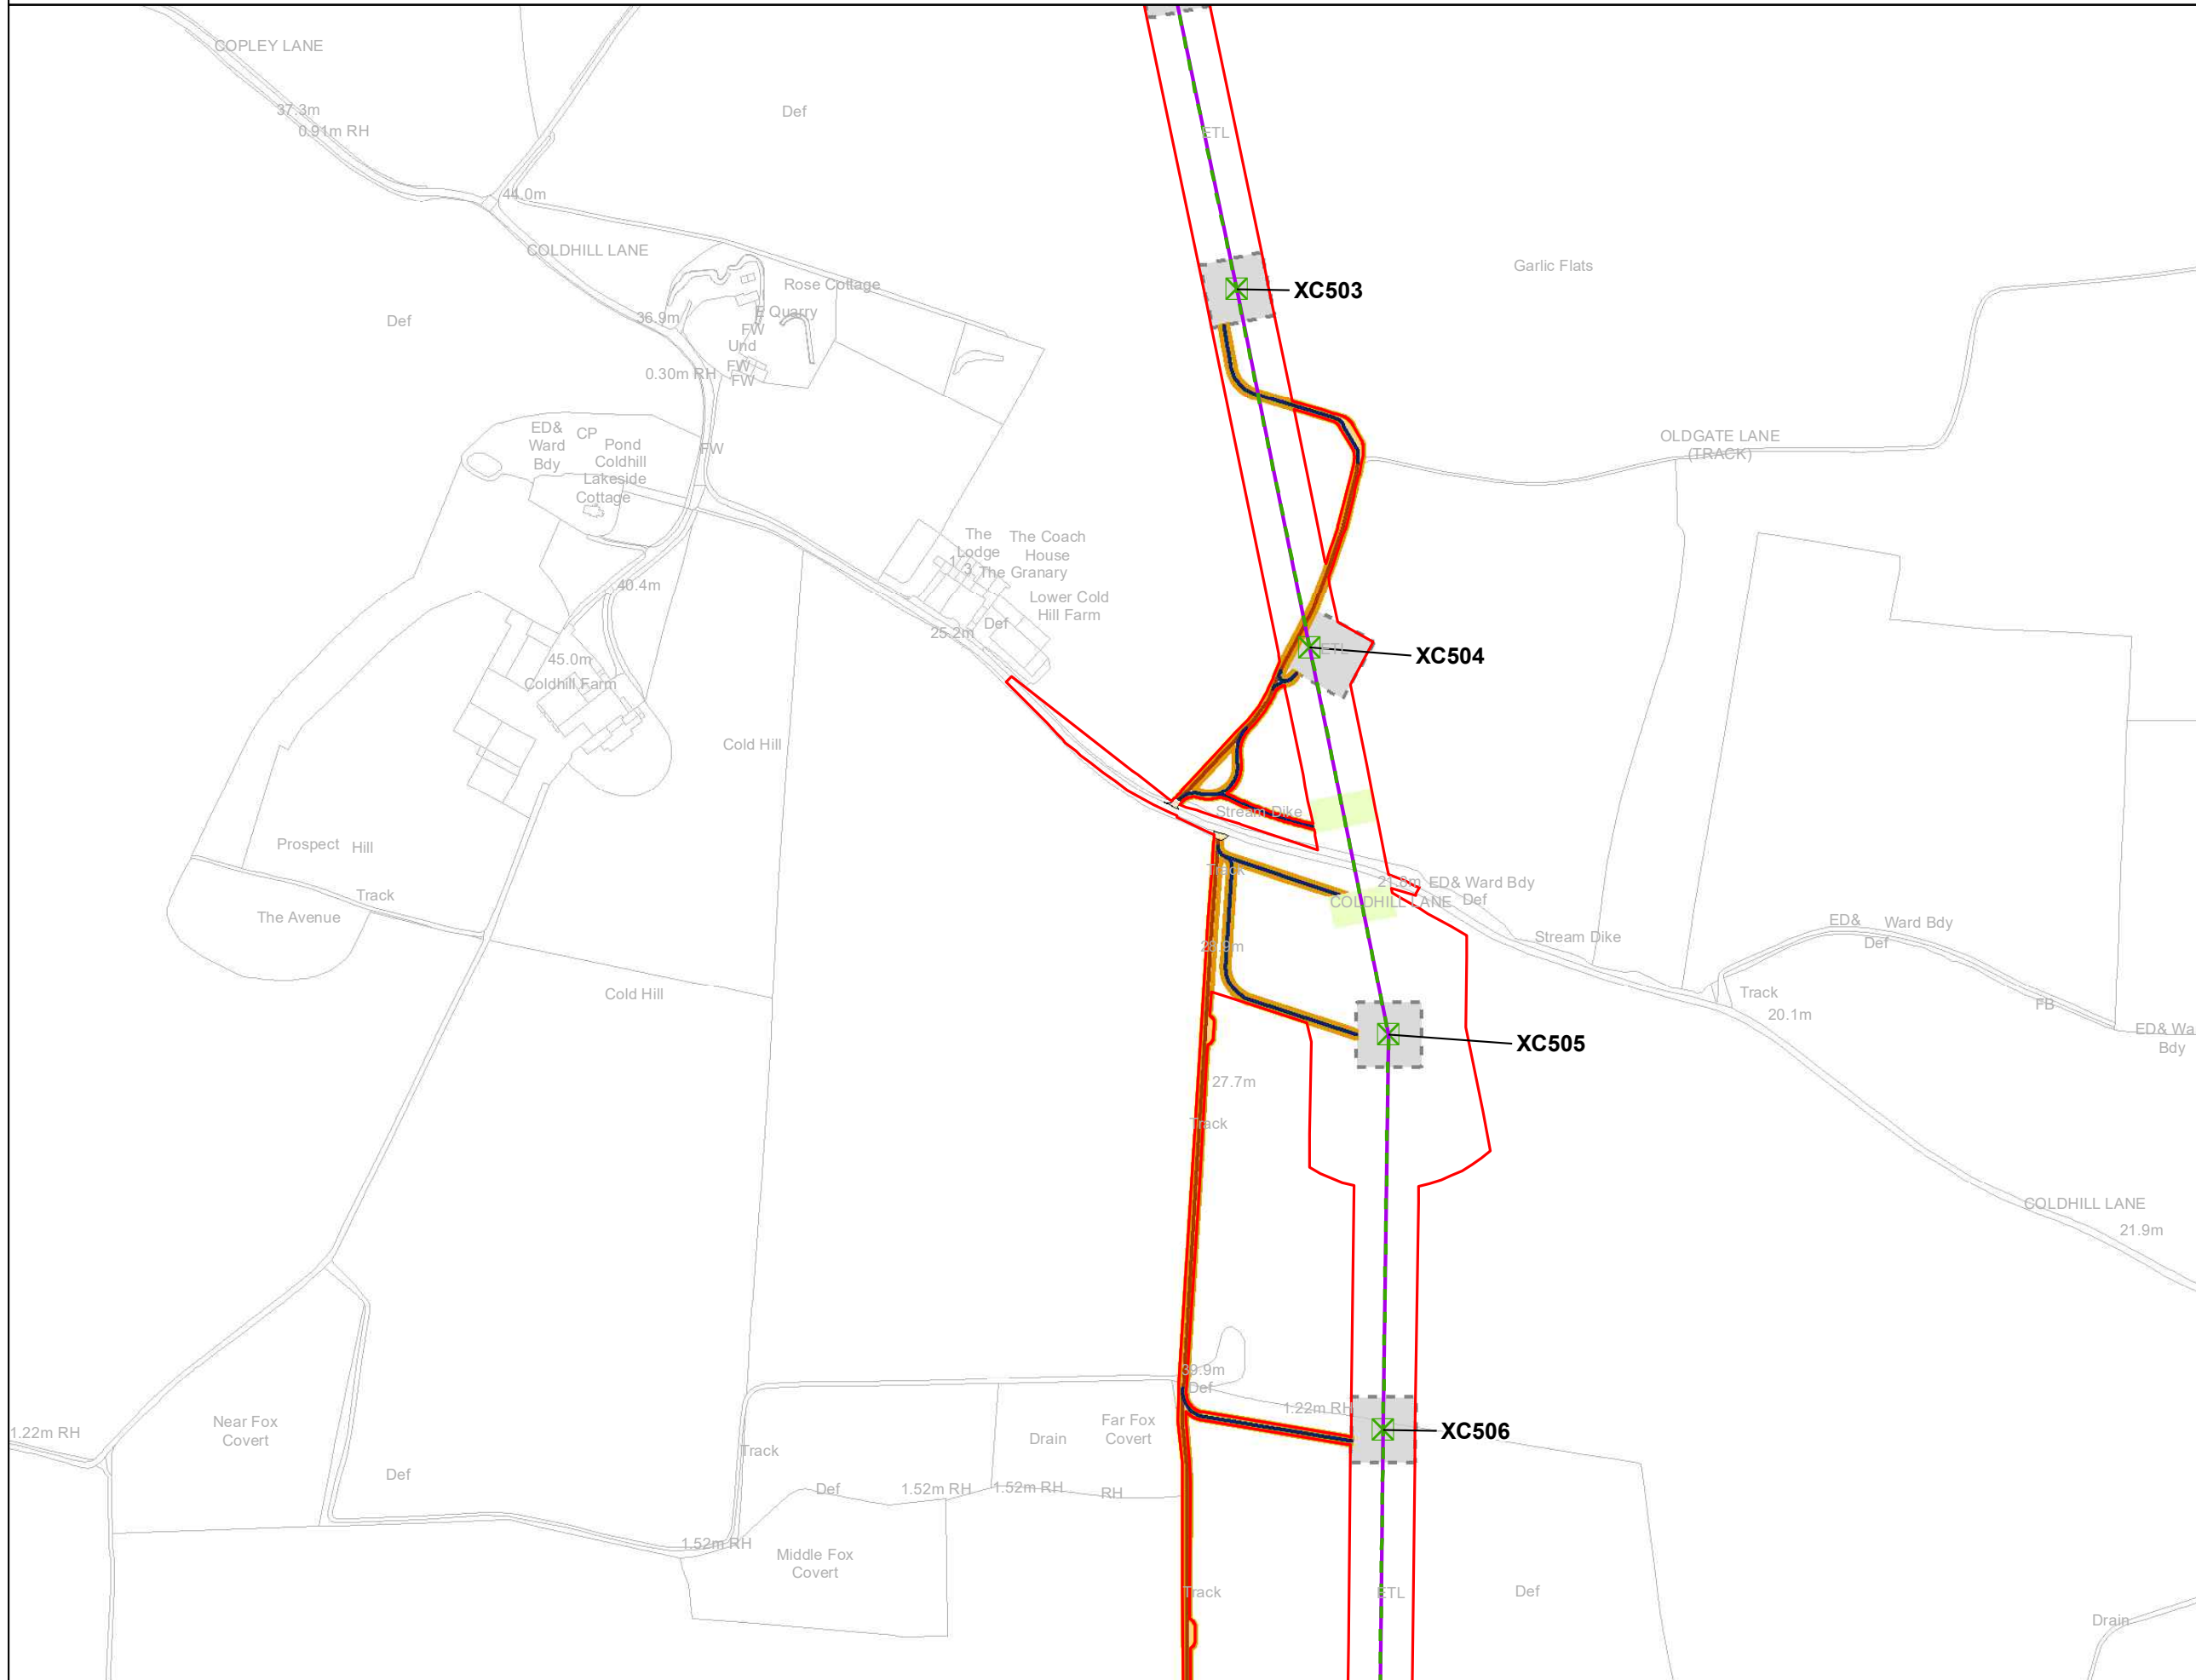 COPLEY LANE
37.3m
0.91m RH
Def
ETL
44.0m
COLDHILL LANE
Garlic Flats
Rose Cottage
XC503
Def
36.9m
E Quarry
FW
Und
FW
0.30m RH
FW
ED&
Ward
Bdy
CP
Pond
Coldhill
Lakeside
Cottage
FW
OLDGATE LANE
(TRACK)
The
Lodge
The Coach
House
1
3
The Granary
40.4m
Lower Cold
Hill Farm
Def
25.2m
ETL
XC504
45.0m
Coldhill Farm
Cold Hill
Stream Dike
Prospect Hill
Track
Track
The Avenue
21.8m
ED& Ward Bdy
Def
COLDHILL LANE
ED& Ward Bdy
Def
Stream Dike
28.9m
Cold Hill
Track
20.1m
FB
ED& Wa
Bdy
XC505
27.7m
Track
COLDHILL LANE
21.9m
39.9m
Def
1.22m RH
Near Fox
Covert
1.22m RH
Far Fox
Covert
Drain
XC506
Track
Def
Def
1.52m RH
1.52m RH
RH
1.52m RH
Middle Fox
Covert
Track
ETL
Def
Drain